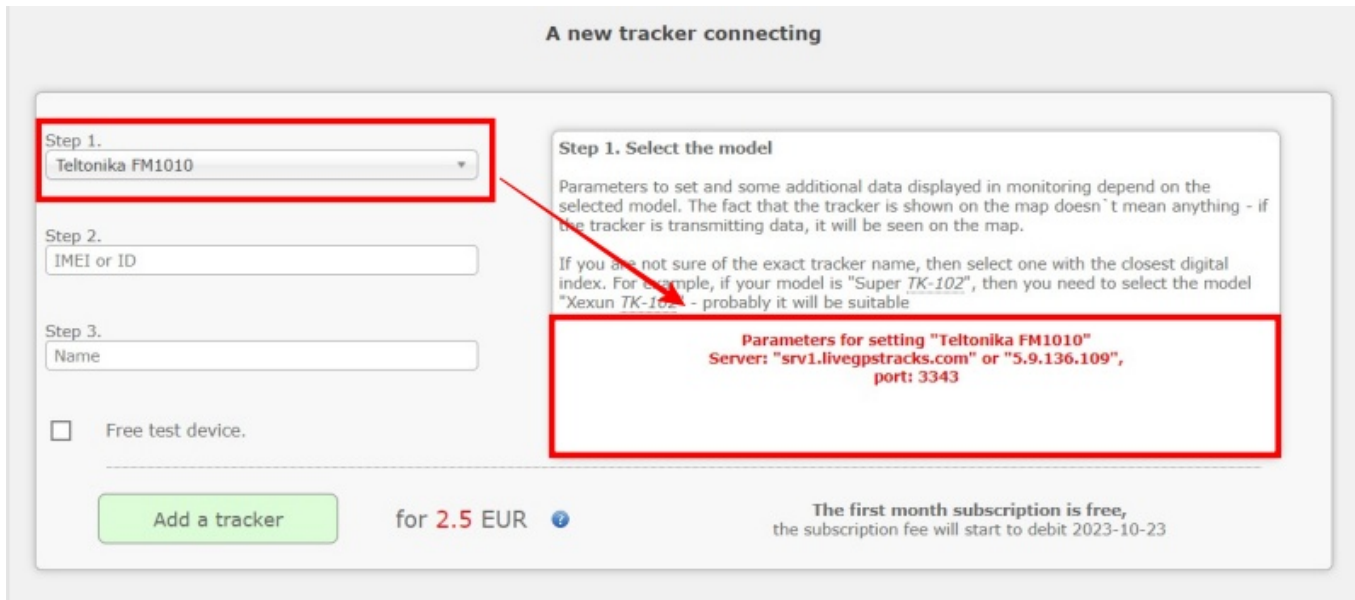 A new tracker connecting
Step 1.
Teltonika FM1010
Step 2.
IMEI or ID
Step 3.
Name
Free test device.
Step 1. Select the model
Parameters to set and some additional data displayed in monitoring depend on the
selected model. The fact that the tracker is shown on the map doesn`t mean anything - if
the tracker is transmitting data, it will be seen on the map.
If you are not sure of the exact tracker name, then select one with the closest digital
index. For example, if your model is "Super TK-102", then you need to select the model
"Xexun TK-102" - probably it will be suitable
Parameters for setting "Teltonika FM1010"
Server: "srv1.livegpstracks.com" or "5.9.136.109",
port: 3343
Add a tracker
for 2.5 EUR
?
The first month subscription is free,
the subscription fee will start to debit 2023-10-23